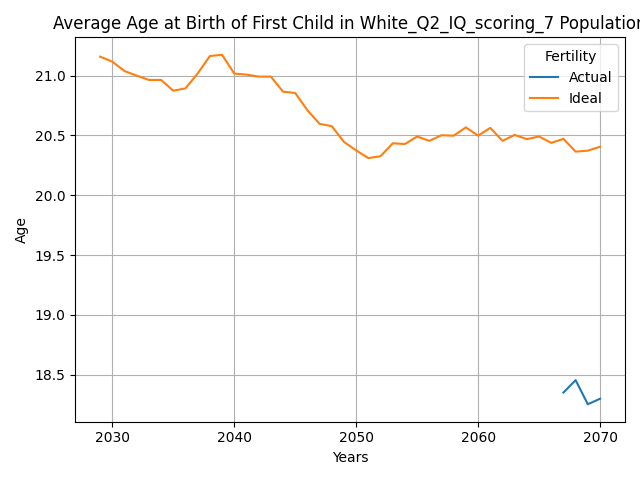 Average Age at Birth of First Child in White_Q2_IQ_scoring_7 Population
Fertility
Actual
Ideal
21.0
20.5
20.0
19.5
19.0
18.5
Age
2030 2040 2050 2060 2070
Years